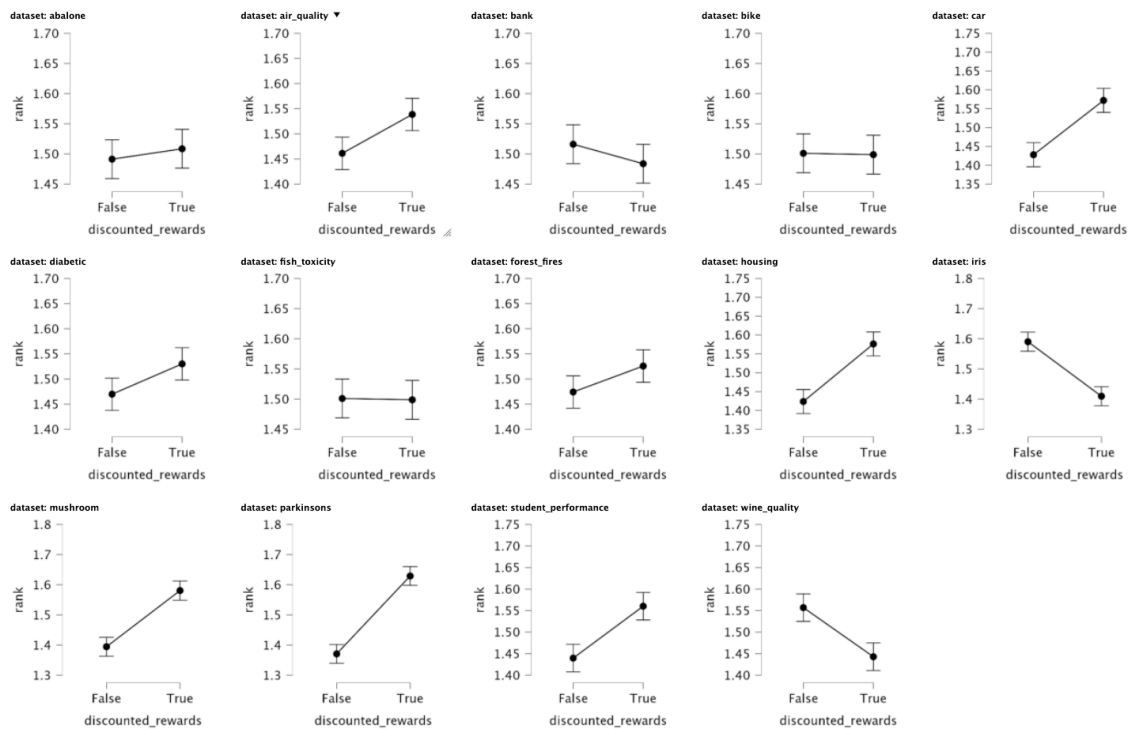 dataset: abalone
1.70
1.65
1.60
1.55
1.50
1.45
rank
False True
discounted_rewards
dataset: air_quality ▼
1.70
1.65
1.60
1.55
1.50
1.45
1.40
rank
False True
discounted_rewards
dataset: bank
1.70
1.65
1.60
1.55
1.50
1.45
rank
False True
discounted_rewards
dataset: bike
1.70
1.65
1.60
1.55
1.50
1.45
rank
False True
discounted_rewards
dataset: car
1.75
1.70
1.65
1.60
1.55
1.50
1.45
1.40
1.35
rank
False True
discounted_rewards
dataset: diabetic
1.70
1.65
1.60
1.55
1.50
1.45
1.40
rank
False True
discounted_rewards
dataset: fish_toxicity
1.70
1.65
1.60
1.55
1.50
1.45
rank
False True
discounted_rewards
dataset: forest_fires
1.70
1.65
1.60
1.55
1.50
1.45
1.40
rank
False True
discounted_rewards
dataset: housing
1.75
1.70
1.65
1.60
1.55
1.50
1.45
1.40
1.35
rank
False True
discounted_rewards
dataset: iris
1.8
1.7
1.6
1.5
1.4
1.3
rank
False True
discounted_rewards
dataset: mushroom
1.8
1.7
1.6
1.5
1.4
1.3
rank
False True
discounted_rewards
dataset: parkinsons
1.8
1.7
1.6
1.5
1.4
1.3
rank
False True
discounted_rewards
dataset: student_performance
1.75
1.70
1.65
1.60
1.55
1.50
1.45
1.40
rank
False True
discounted_rewards
dataset: wine_quality
1.75
1.70
1.65
1.60
1.55
1.50
1.45
1.40
rank
False True
discounted_rewards